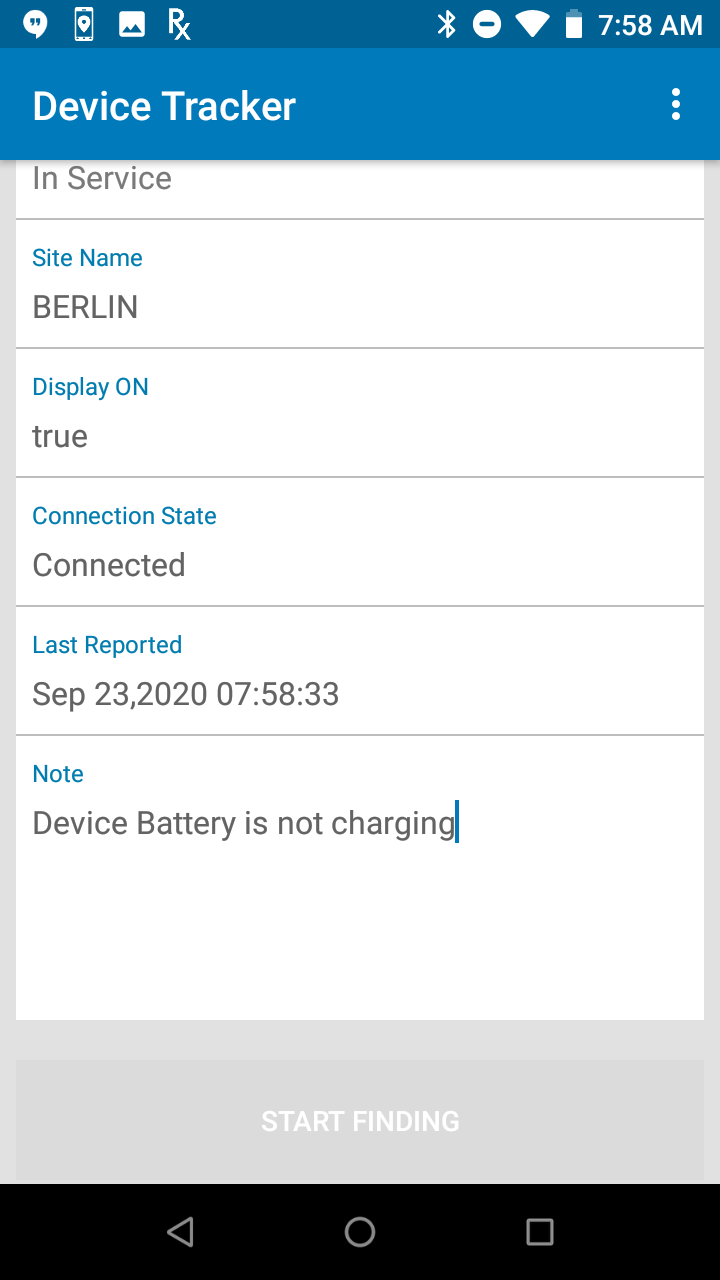 7:58 AM
Device Tracker
In Service
Site Name
BERLIN
Display ON
true
Connection State
Connected
Last Reported
Sep 23,2020 07:58:33
Note
Device Battery is not charging
START FINDING